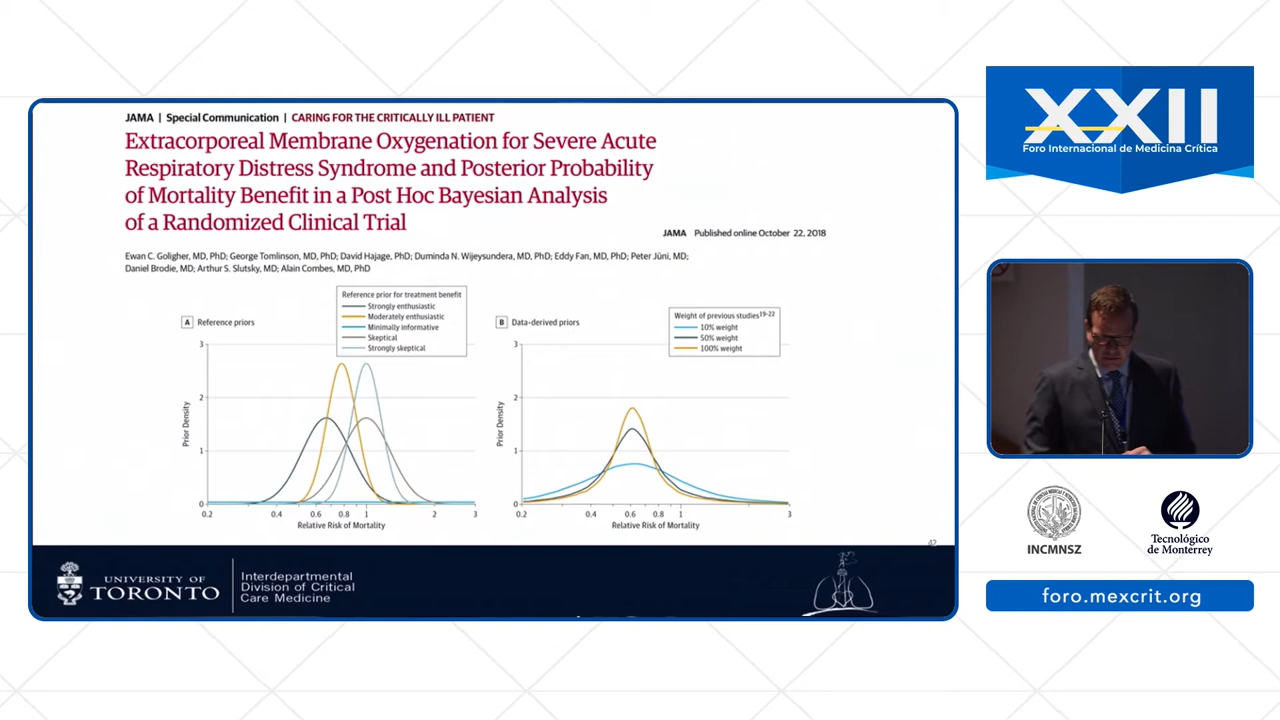 JAMA | Special Communication | CARING FOR THE CRITICALLY ILL PATIENT
Extracorporeal Membrane Oxygenation for Severe Acute
Respiratory Distress Syndrome and Posterior Probability
of Mortality Benefit in a Post Hoc Bayesian Analysis
of a Randomized Clinical Trial
JAMA Published online October 22, 2018
Ewan C. Goligher, MD, PhD; George Tomlinson, MD, PhD; David Hajage, PhD; Duminda N. Wijeysundera, MD, PhD; Eddy Fan, MD, PhD; Peter Jüni, MD;
Daniel Brodie, MD; Arthur S. Slutsky, MD; Alain Combes, MD, PhD
A Reference priors
Reference prior for treatment benefit
Strongly enthusiastic
Moderately enthusiastic
Minimally informative
Skeptical
Strongly skeptical
3
2
1
0
Prior Density
0.2 0.4 0.6 0.8 1 2 3
Relative Risk of Mortality
B Data-derived priors
Weight of previous studies19-22
10% weight
50% weight
100% weight
3
2
1
0
Prior Density
0.2 0.4 0.6 0.8 1 3
Relative Risk of Mortality
42
UNIVERSITY OF
TORONTO
Interdepartmental
Division of Critical
Care Medicine
XXII
Foro Internacional de Medicina Crítica
INCMNSZ
Tecnológico
de Monterrey
foro.mexcrit.org